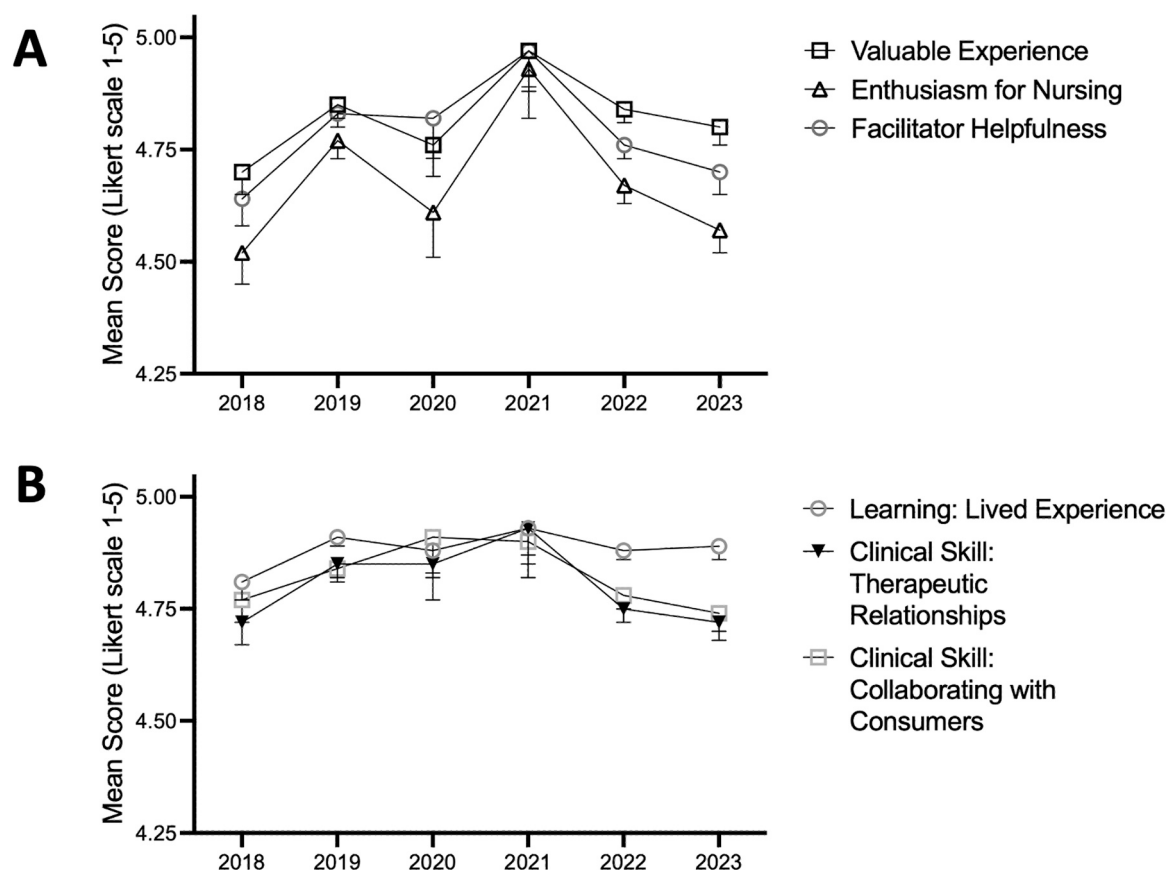 A
Mean Score (Likert scale 1-5)
5.00
4.75
4.50
4.25
2018 2019 2020 2021 2022 2023
Valuable Experience
Enthusiasm for Nursing
Facilitator Helpfulness
B
Mean Score (Likert scale 1-5)
5.00
4.75
4.50
4.25
2018 2019 2020 2021 2022 2023
Learning: Lived Experience
Clinical Skill:
Therapeutic
Relationships
Clinical Skill:
Collaborating with
Consumers